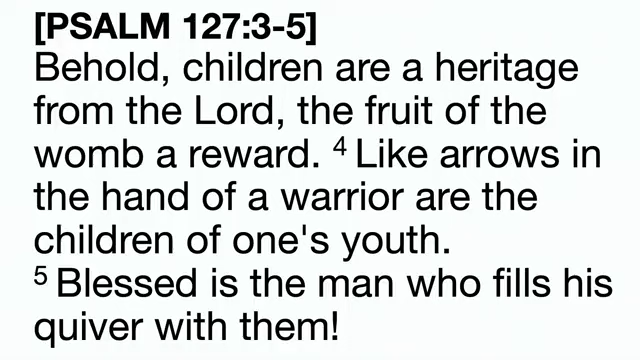 [PSALM 127:3-5]
Behold, children are a heritage
from the Lord, the fruit of the
womb a reward. 4 Like arrows in
the hand of a warrior are the
children of one's youth.
5 Blessed is the man who fills his
quiver with them!